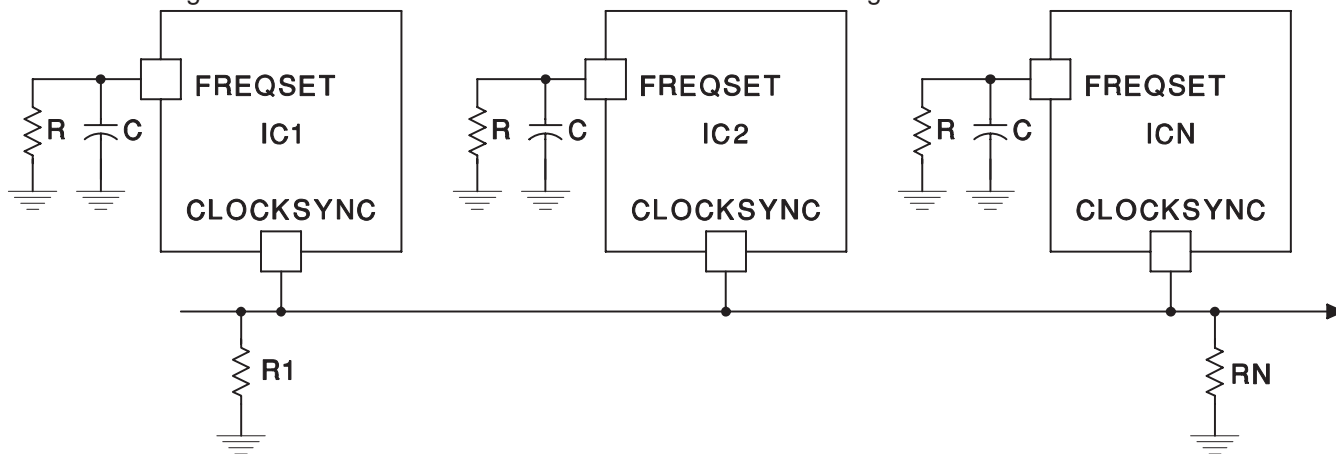 FREQSET
IC1
R
C
CLOCKSYNC
FREQSET
IC2
R
C
CLOCKSYNC
FREQSET
ICN
R
C
CLOCKSYNC
R1
RN